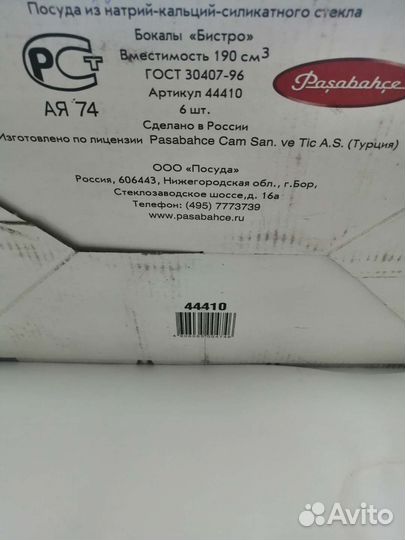 Посуда из натрий-кальций-силикатного стекла
Бокалы «Бистро»
Вместимость 190 см³
ГОСТ 30407-96
Артикул 44410
6 шт.
Сделано в России
РСТ
АЯ 74
Paşabahçe
Изготовлено по лицензии Pasabahce Cam San. ve Tic A.S. (Турция)
ООО «Посуда»
Россия, 606443, Нижегородская обл., г.Бор,
Стеклозаводское шоссе,д. 16а
Телефон: (495) 7773739
www.pasabahce.ru
44410
Avito